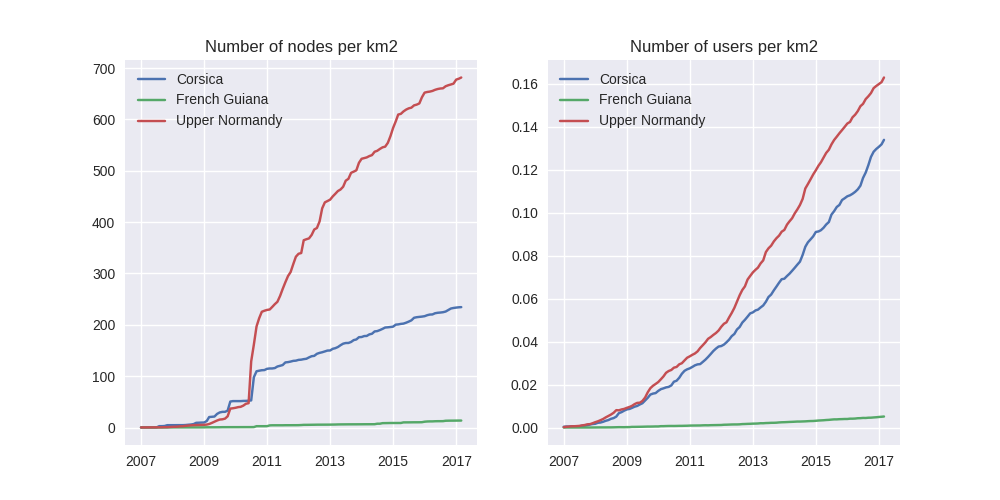 Number of nodes per km2
700
600
500
400
300
200
100
0
2007 2009 2011 2013 2015 2017
Corsica
French Guiana
Upper Normandy
Number of users per km2
0.16
0.14
0.12
0.10
0.08
0.06
0.04
0.02
0.00
2007 2009 2011 2013 2015 2017
Corsica
French Guiana
Upper Normandy